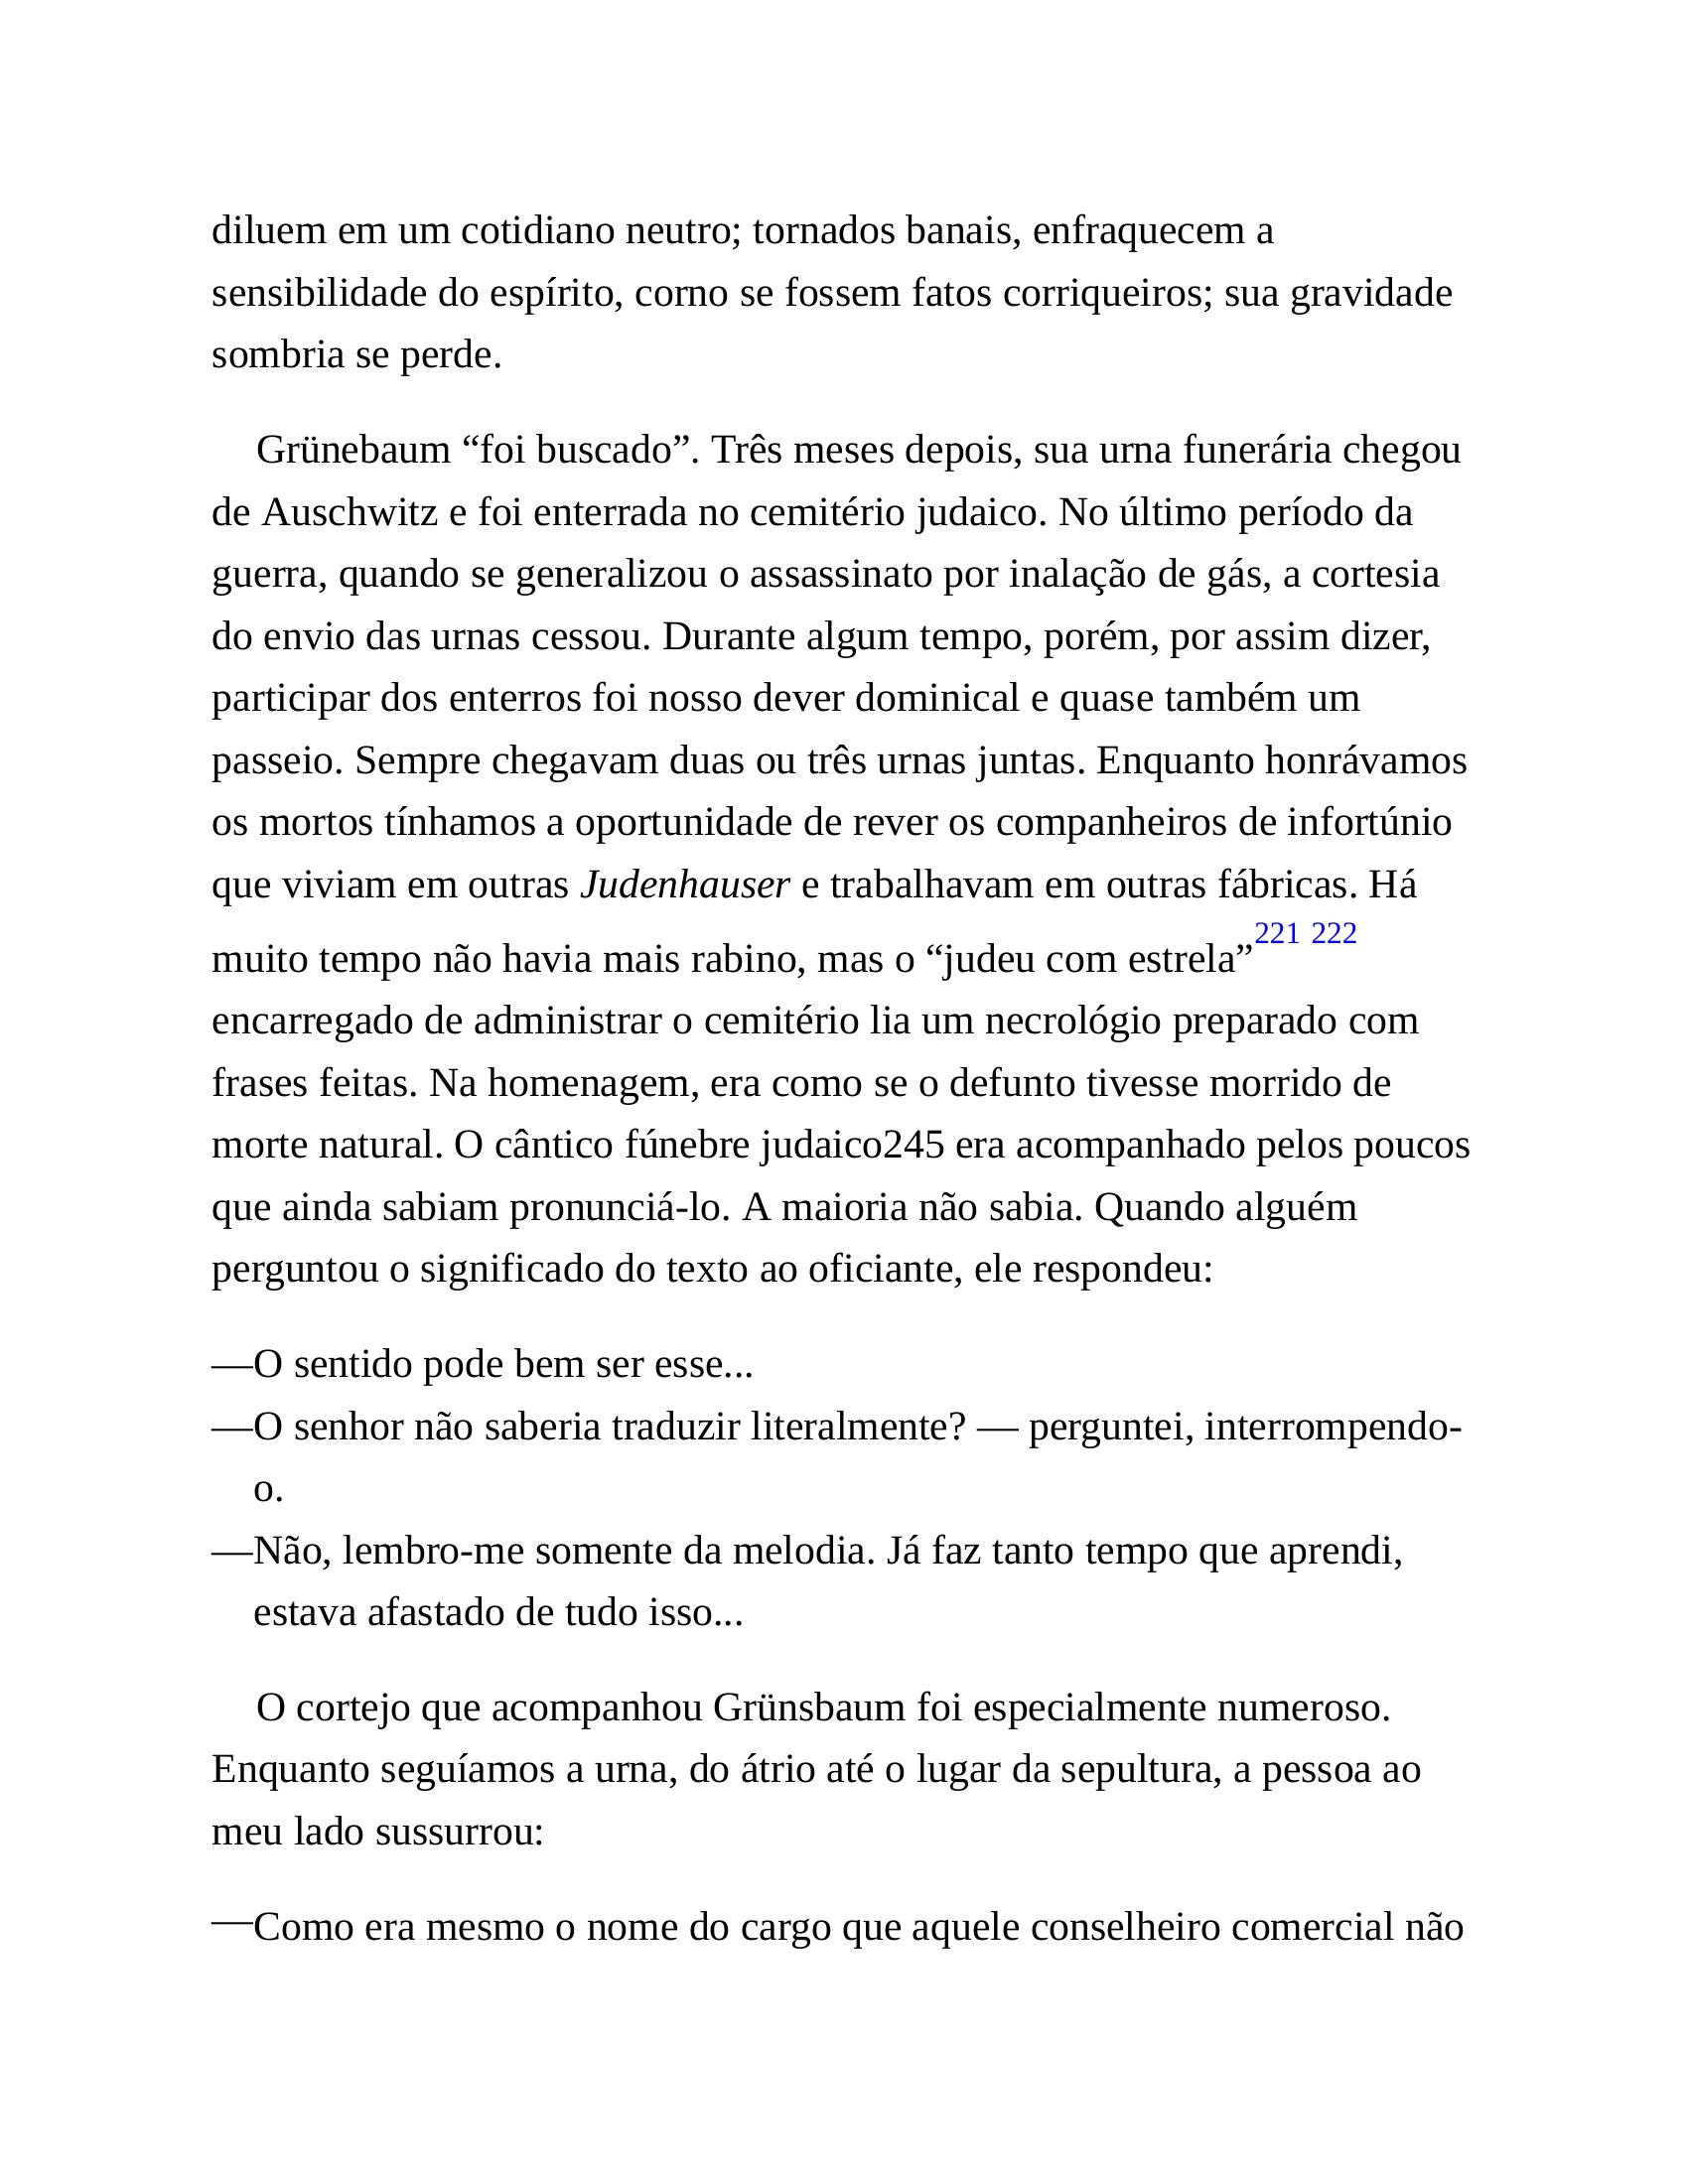 diluem em um cotidiano neutro; tornados banais, enfraquecem a
sensibilidade do espírito, corno se fossem fatos corriqueiros; sua gravidade
sombria se perde.
Grünebaum “foi buscado”. Três meses depois, sua urna funerária chegou
de Auschwitz e foi enterrada no cemitério judaico. No último período da
guerra, quando se generalizou o assassinato por inalação de gás, a cortesia
do envio das urnas cessou. Durante algum tempo, porém, por assim dizer,
participar dos enterros foi nosso dever dominical e quase também um
passeio. Sempre chegavam duas ou três urnas juntas. Enquanto honrávamos
os mortos tínhamos a oportunidade de rever os companheiros de infortúnio
que viviam em outras Judenhauser e trabalhavam em outras fábricas. Há
muito tempo não havia mais rabino, mas o “judeu com estrela”221 222
encarregado de administrar o cemitério lia um necrológio preparado com
frases feitas. Na homenagem, era como se o defunto tivesse morrido de
morte natural. O cântico fúnebre judaico245 era acompanhado pelos poucos
que ainda sabiam pronunciá-lo. A maioria não sabia. Quando alguém
perguntou o significado do texto ao oficiante, ele respondeu:
—O sentido pode bem ser esse...
—O senhor não saberia traduzir literalmente? — perguntei, interrompendo-
o.
—Não, lembro-me somente da melodia. Já faz tanto tempo que aprendi,
estava afastado de tudo isso...
O cortejo que acompanhou Grünsbaum foi especialmente numeroso.
Enquanto seguíamos a urna, do átrio até o lugar da sepultura, a pessoa ao
meu lado sussurrou:
—Como era mesmo o nome do cargo que aquele conselheiro comercial não